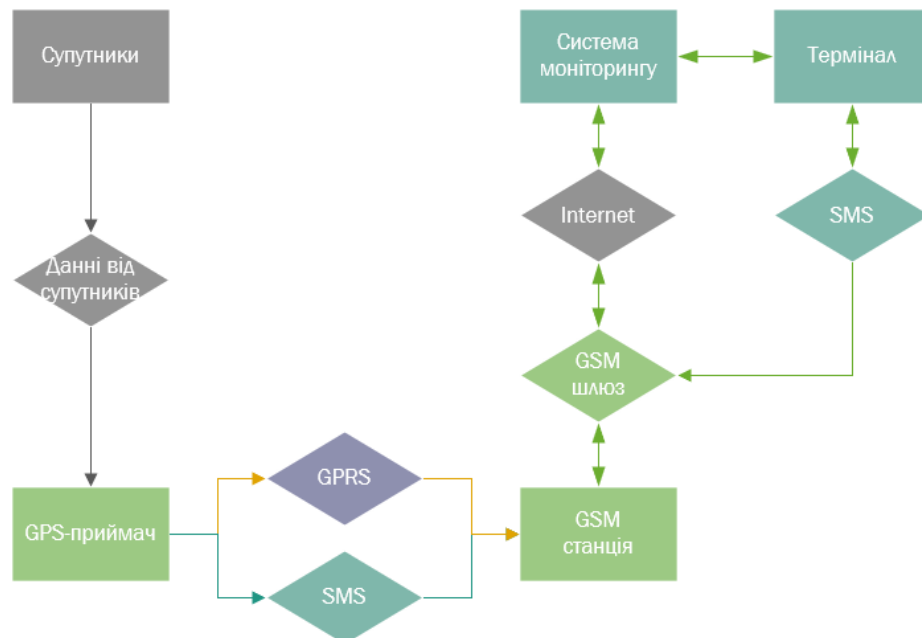 Супутники
Система
моніторингу
Термінал
Internet
SMS
Данні від
супутників
GSM
шлюз
GPRS
GPS-приймач
GSM
станція
SMS